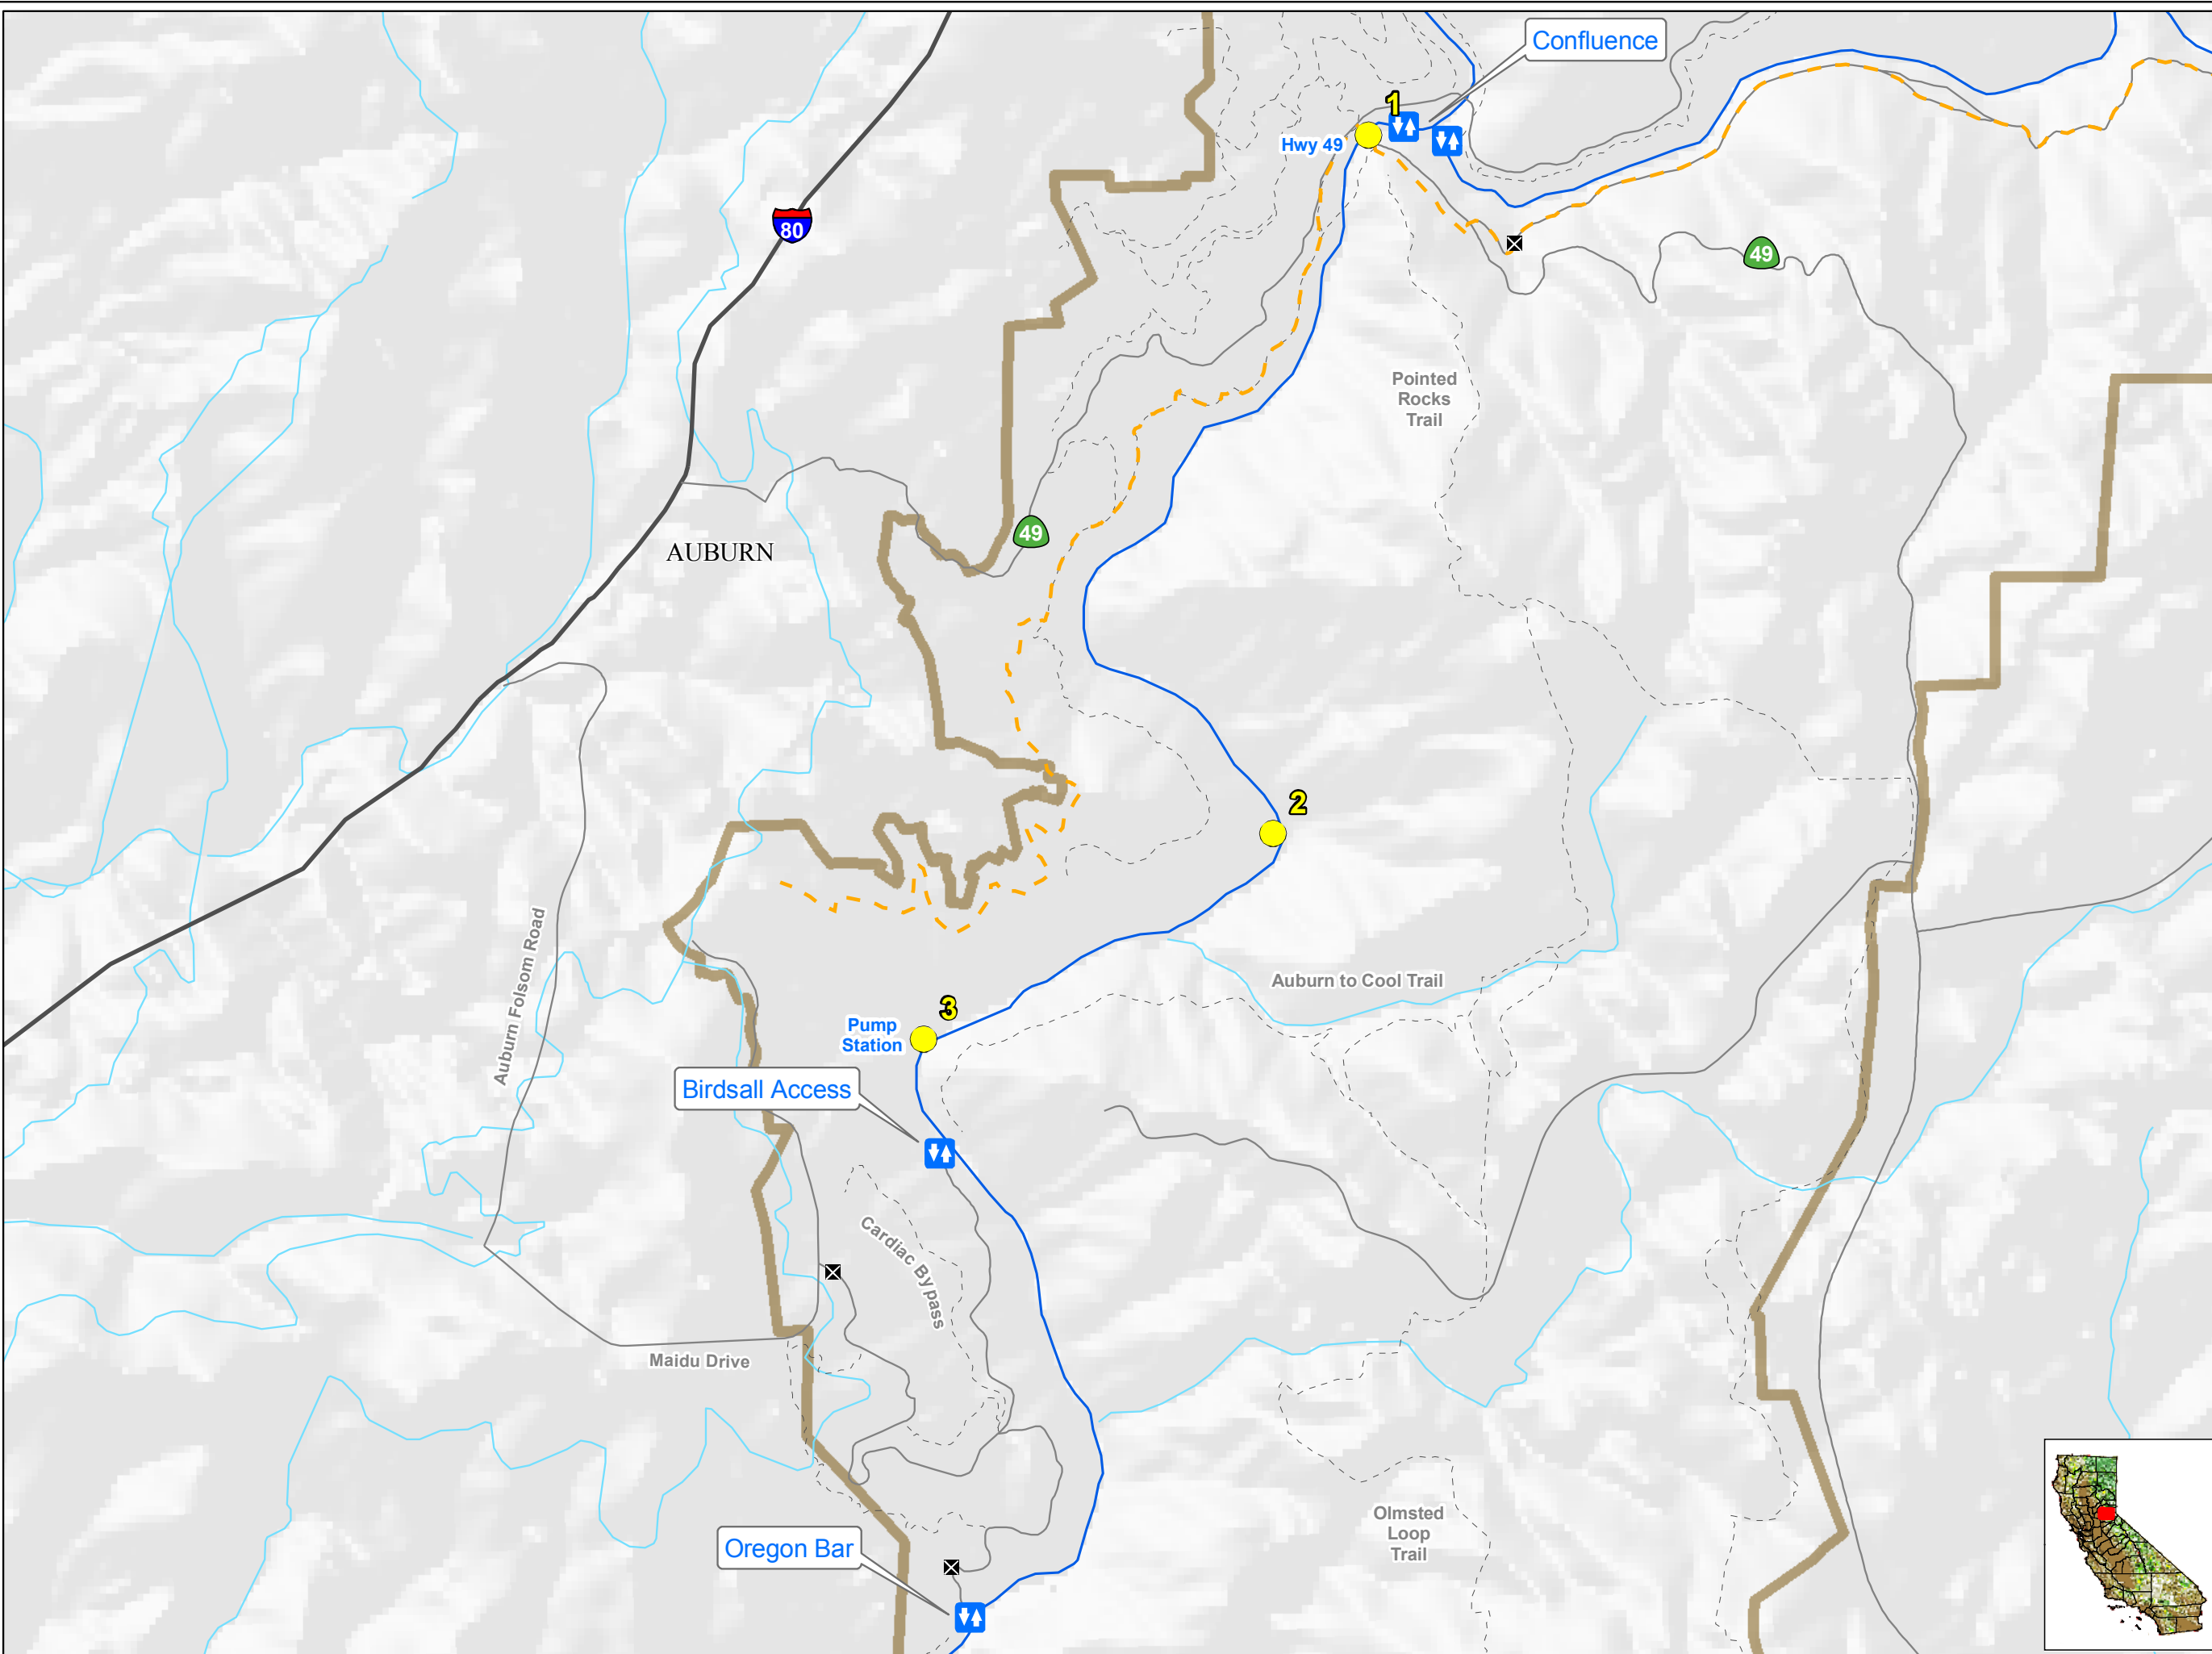 Confluence
1
Hwy 49
80
49
Pointed
Rocks
Trail
49
AUBURN
2
Auburn Folsom Road
Auburn to Cool Trail
3
Pump
Station
Birdsall Access
Cardiac Bypass
Maidu Drive
Olmsted
Loop
Trail
Oregon Bar